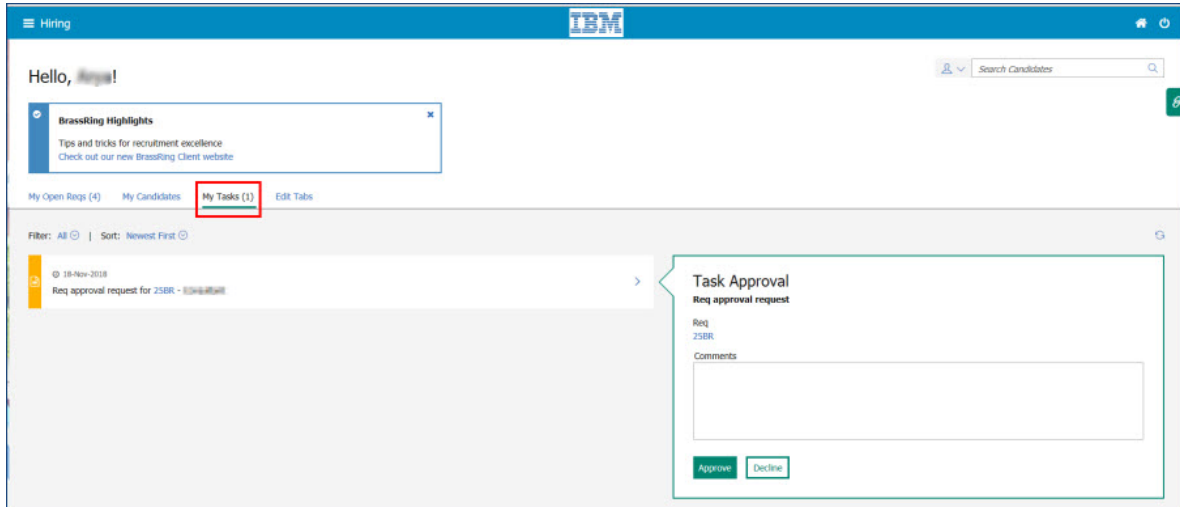 Hiring
IBM
Hello, !
Search Candidates
BrassRing Highlights
Tips and tricks for recruitment excellence
Check out our new BrassRing Client website
My Open Reqs (4) My Candidates My Tasks (1) Edit Tabs
Filter: All | Sort: Newest First
18-Nov-2018
Req approval request for 25BR -
Task Approval
Req approval request
Req
25BR
Comments
Approve Decline